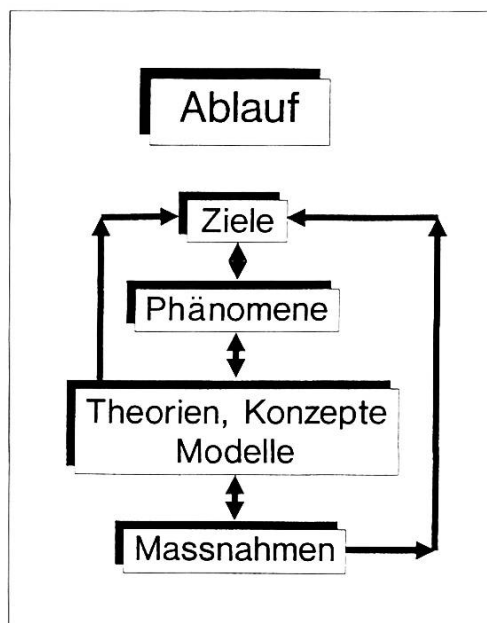 Ablauf
Ziele
Phänomene
Theorien, Konzepte
Modelle
Massnahmen